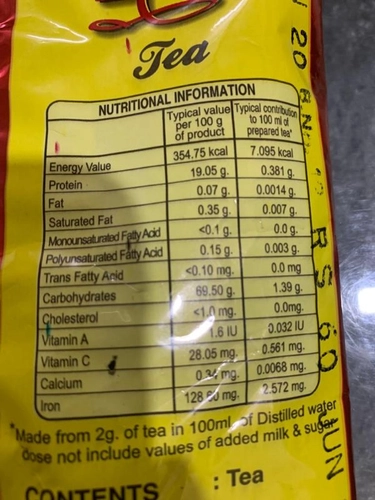 Tea
NUTRITIONAL INFORMATION
Typical value per 100 g of product
Typical contribution to 100 ml of prepared tea*
Energy Value 354.75 kcal 7.095 kcal
Protein 19.05 g. 0.381 g.
Fat 0.07 g. 0.0014 g.
Saturated Fat 0.35 g. 0.007 g.
Monounsaturated Fatty Acid <0.1 g. 0.0 g.
Polyunsaturated Fatty Acid 0.15 g. 0.003 g.
Trans Fatty Acid <0.10 mg. 0.0 mg
Carbohydrates 69.50 g. 1.39 g.
Cholesterol <1.0 mg. 0.0mg.
Vitamin A 1.6 IU 0.032 IU
Vitamin C 28.05 mg. 0.561 mg.
Calcium 0.34 mg. 0.0068 mg.
Iron mg. 2.572 mg.
*Made from 2g. of tea in 100ml of Distilled water
dose not include values of added milk & sugar
CONTENTS : Tea
RS 60